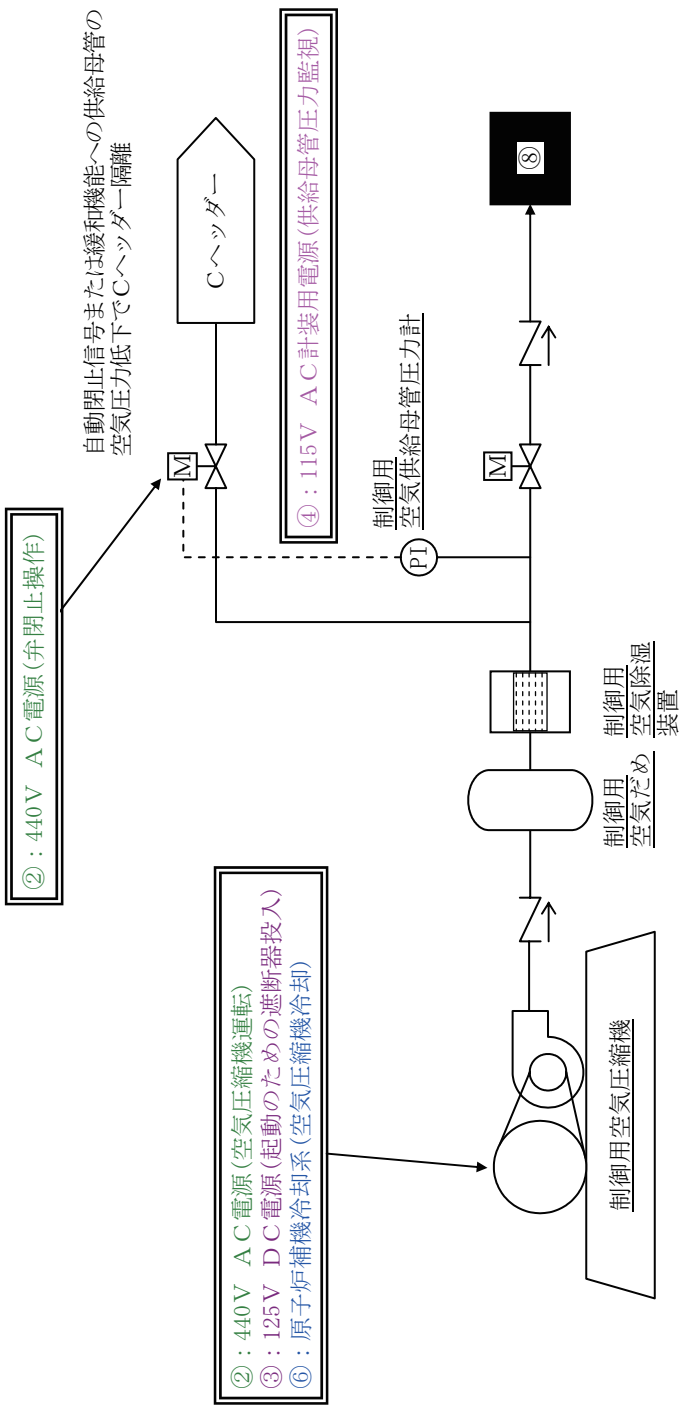 ②：440V AC電源(空気圧縮機運転)
③：125V DC電源(起動のための遮断器投入)
⑥：原子炉補機冷却系(空気圧縮機冷却)
②：440V AC電源(弁閉止操作)
自動閉止信号または緩和機能への供給母管の
空気圧力低下でCヘッダー隔離
M
Cヘッダー
④：115V AC計装用電源(供給母管圧力監視)
制御用
空気供給母管圧力計
PI
M
⑧
制御用空気圧縮機
制御用
空気だめ
制御用
空気除湿
装置